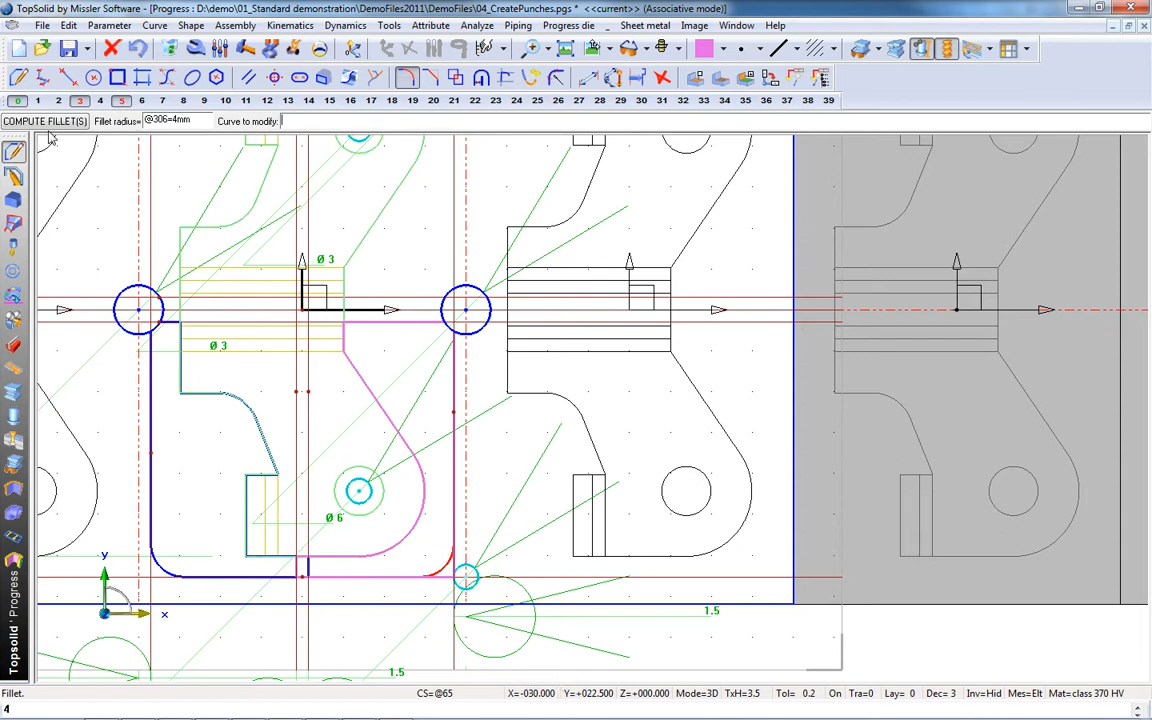 TopSolid by Missler Software - [Progress : D:\demo\01_Standard demonstration\DemoFiles2011\DemoFiles\04_CreatePunches.pgs * <<current>> (Associative mode)]
File Edit Parameter Curve Shape Assembly Kinematics Dynamics Tools Attribute Analyze Piping Progress die Sheet metal Users Image Window ?
0 1 2 3 4 5 6 7 8 9 10 11 12 13 14 15 16 17 18 19 20 21 22 23 24 25 26 27 28 29 30 31 32 33 34 35 36 37 38 39
COMPUTE FILLET(S) Fillet radius= @306=4mm Curve to modify:
Ø 3
Ø 3
Ø 6
y
x
1.5
1.5
Topsolid 'Progress
Fillet. CS=@65 X=-030.000 Y=+022.500 Z=+000.000 Mode=3D TxH=3.5 Tol= 0.2 On Tra=0 Lay= 0 Dec= 3 Inv=Hid Mes=Elt Mat=class 370 HV
4